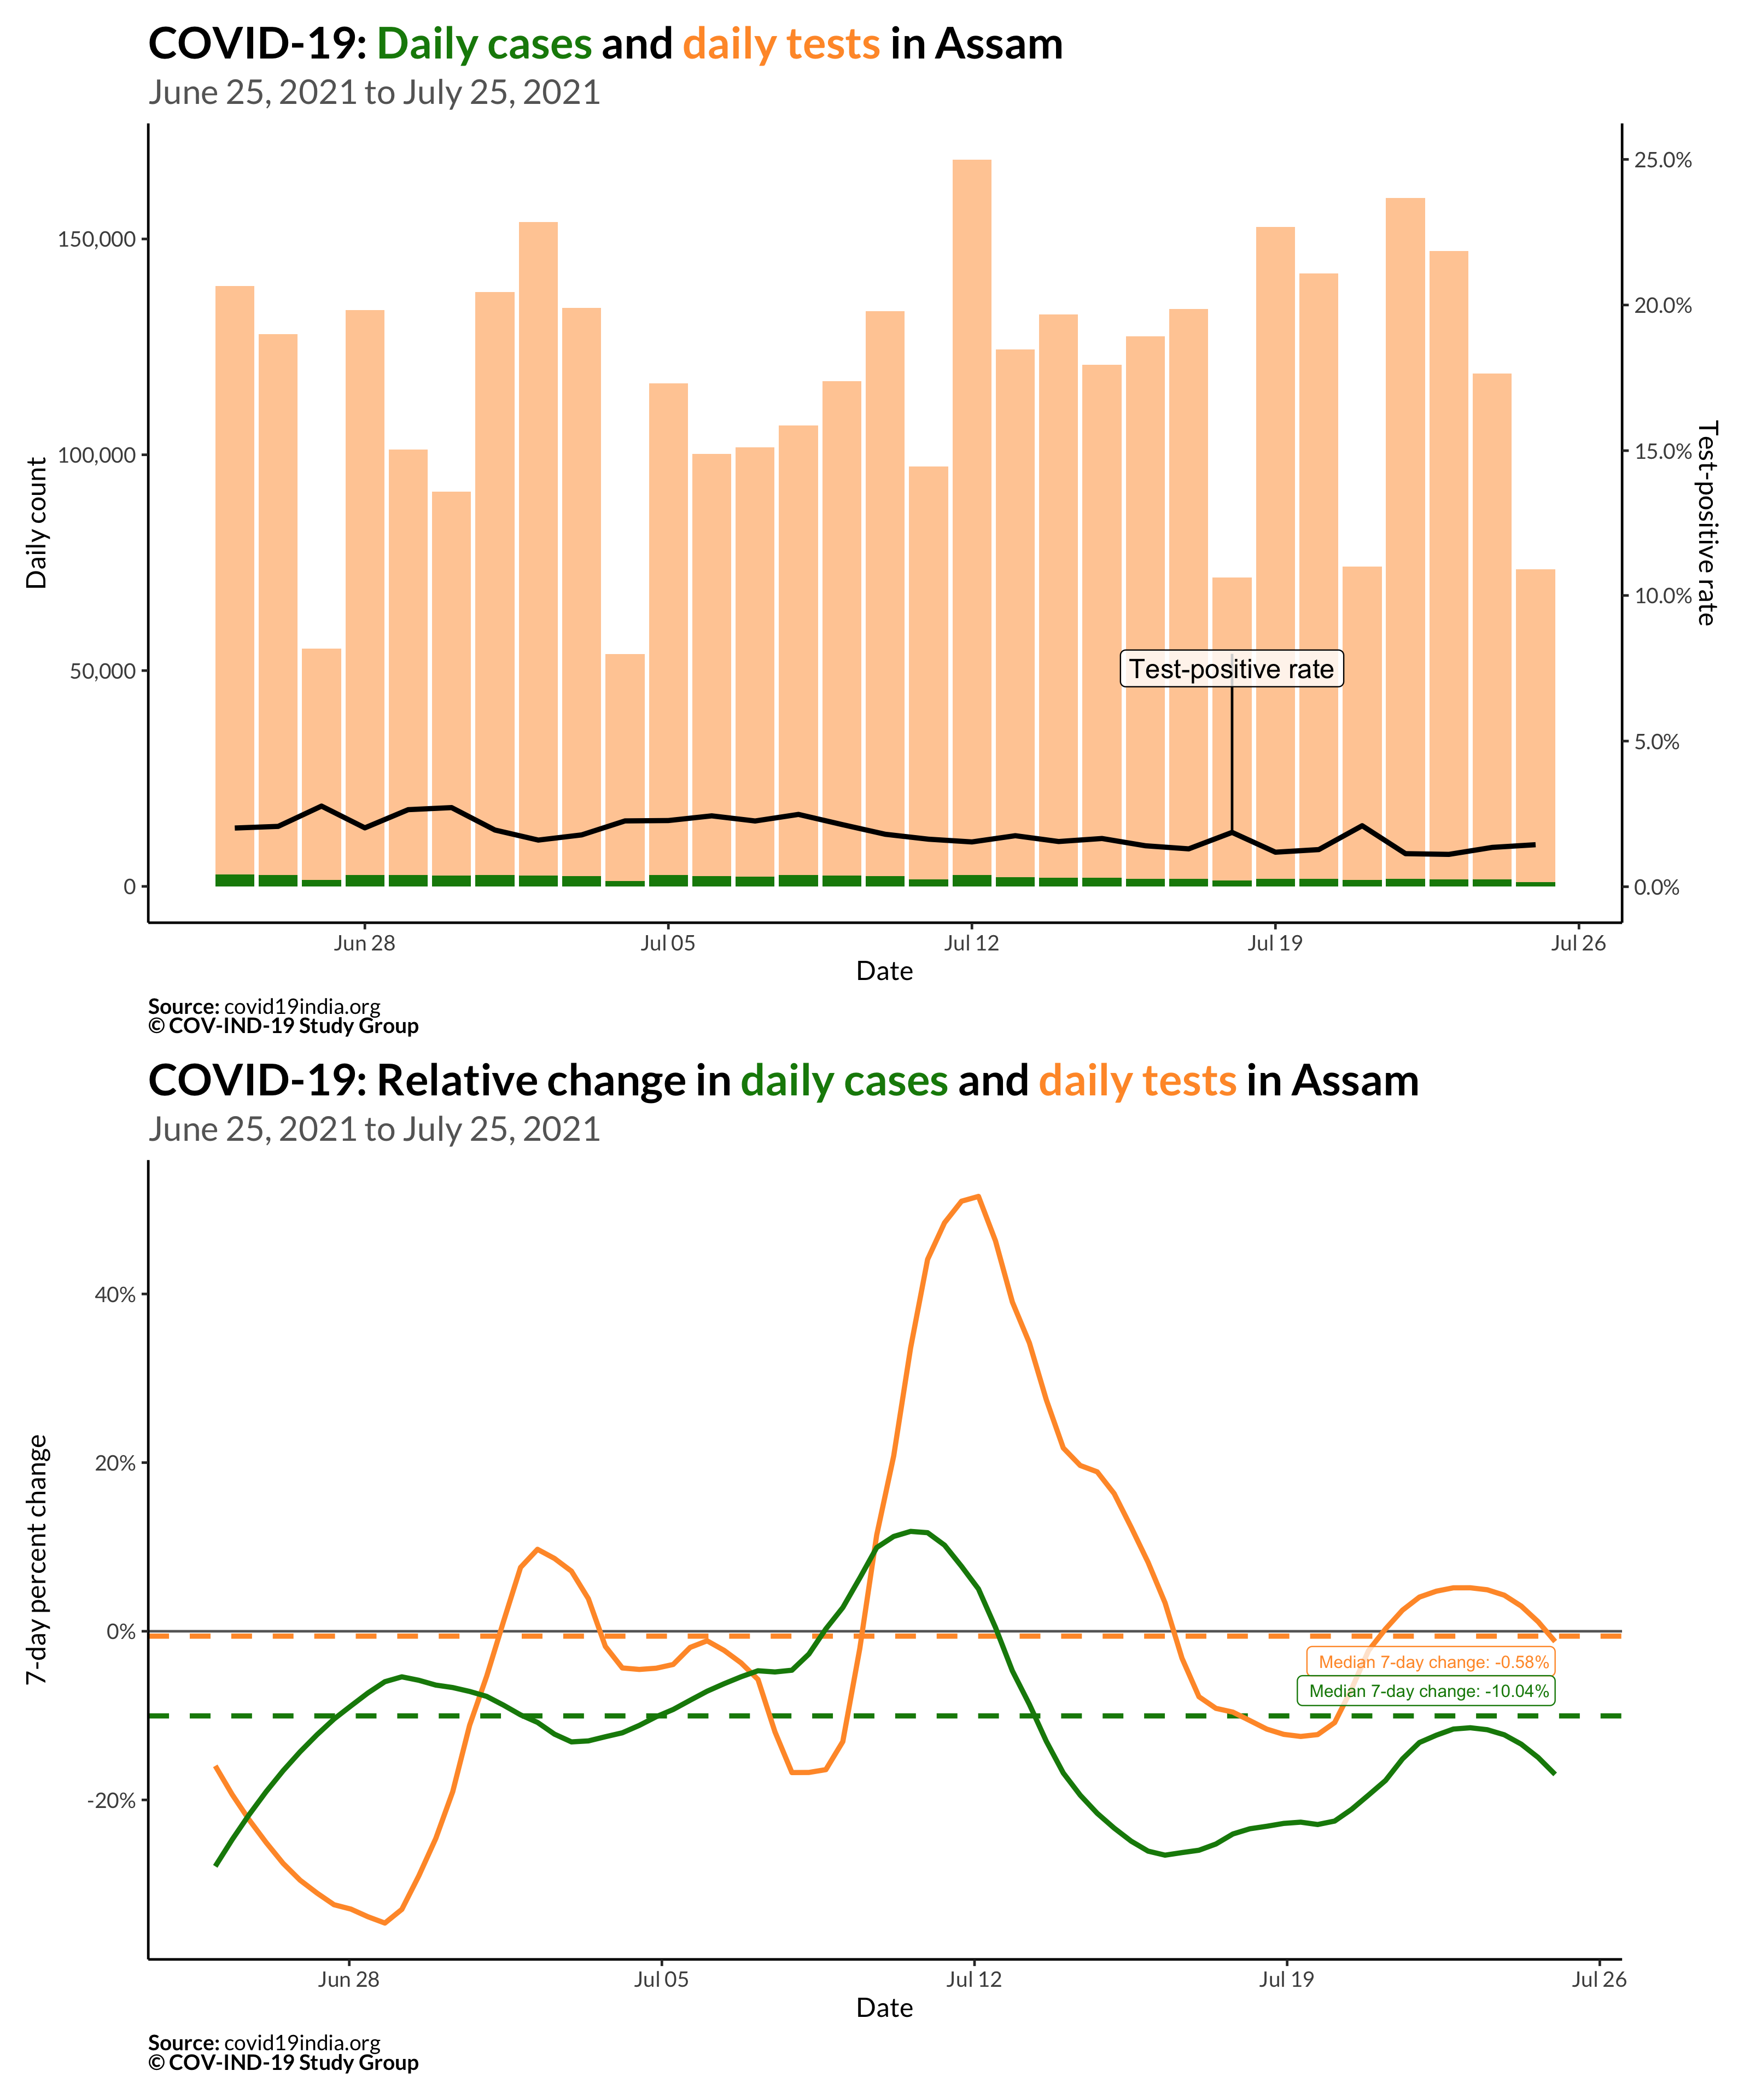 COVID-19: Daily cases and daily tests in Assam
June 25, 2021 to July 25, 2021
Daily count
150,000
100,000
50,000
0
25.0%
20.0%
15.0%
10.0%
5.0%
0.0%
Test-positive rate
Test-positive rate
Jun 28
Jul 05
Jul 12
Jul 19
Jul 26
Date
Source: covid19india.org
© COV-IND-19 Study Group
COVID-19: Relative change in daily cases and daily tests in Assam
June 25, 2021 to July 25, 2021
7-day percent change
40%
20%
0%
-20%
Median 7-day change: -0.58%
Median 7-day change: -10.04%
Jun 28
Jul 05
Jul 12
Jul 19
Jul 26
Date
Source: covid19india.org
© COV-IND-19 Study Group